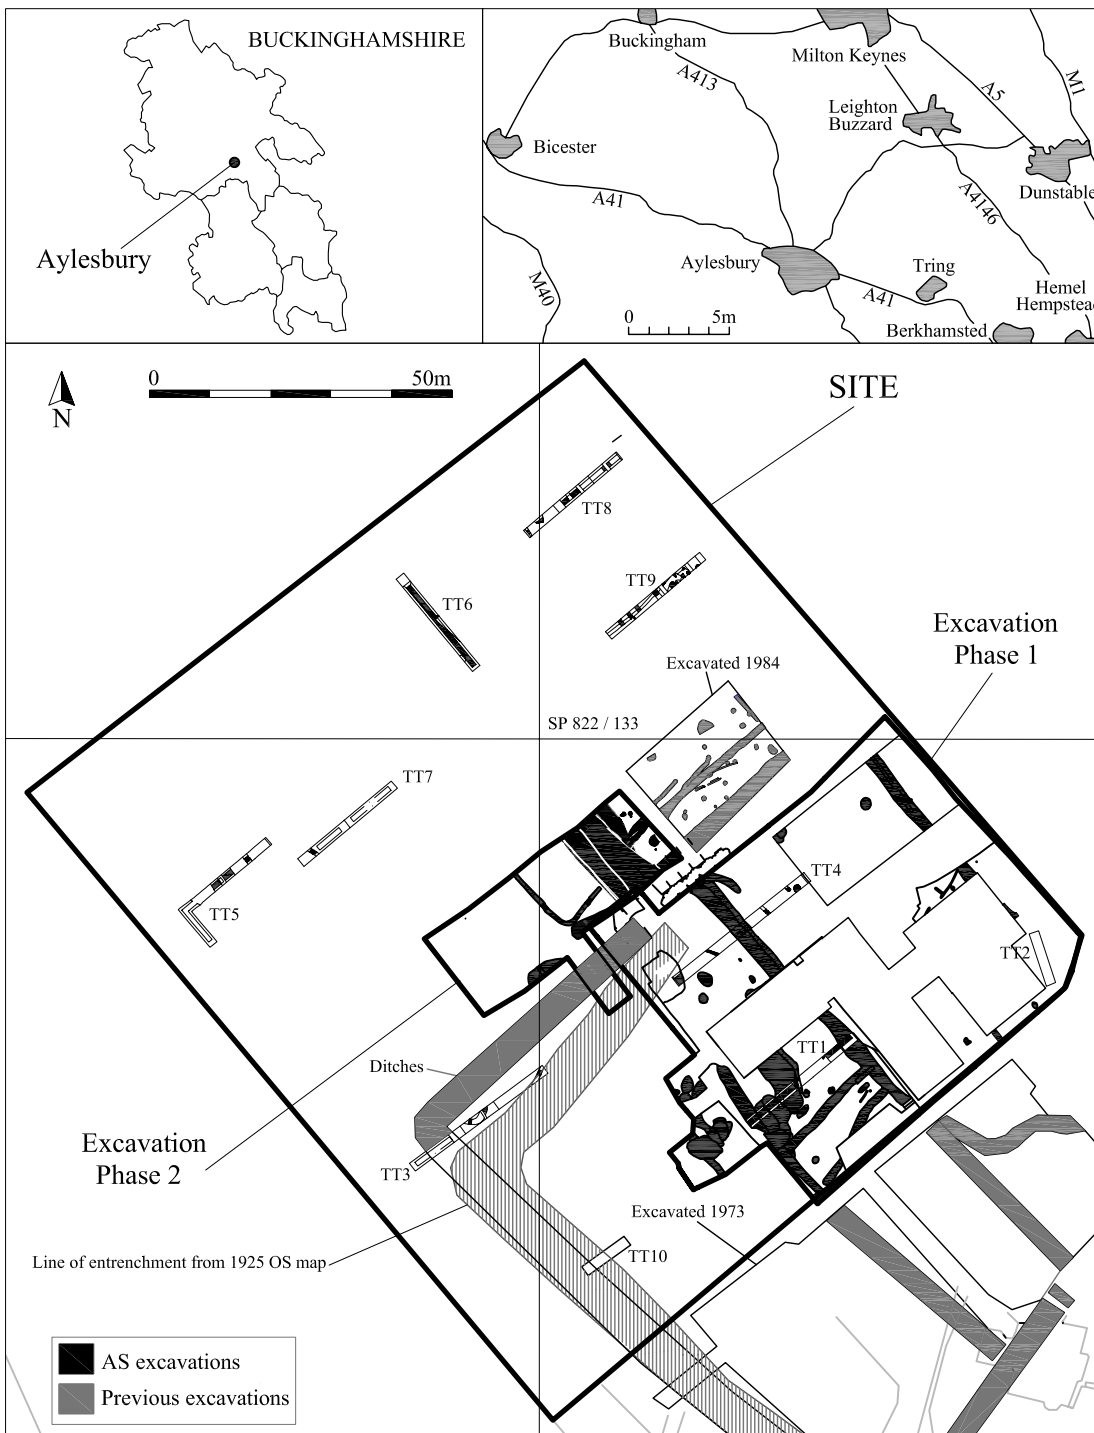 BUCKINGHAMSHIRE
Aylesbury
Buckingham
Milton Keynes
A413
A5
M1
Leighton
Buzzard
Bicester
Dunstable
A41
A4146
M40
Aylesbury
Tring
A41
Hemel
Hempstead
Berkhamsted
0 5m
N
0 50m
SITE
TT8
TT9
TT6
Excavation
Phase 1
Excavated 1984
SP 822 / 133
TT7
TT4
TT5
TT2
TT1
Ditches
Excavation
Phase 2
TT3
Excavated 1973
Line of entrenchment from 1925 OS map
TT10
AS excavations
Previous excavations